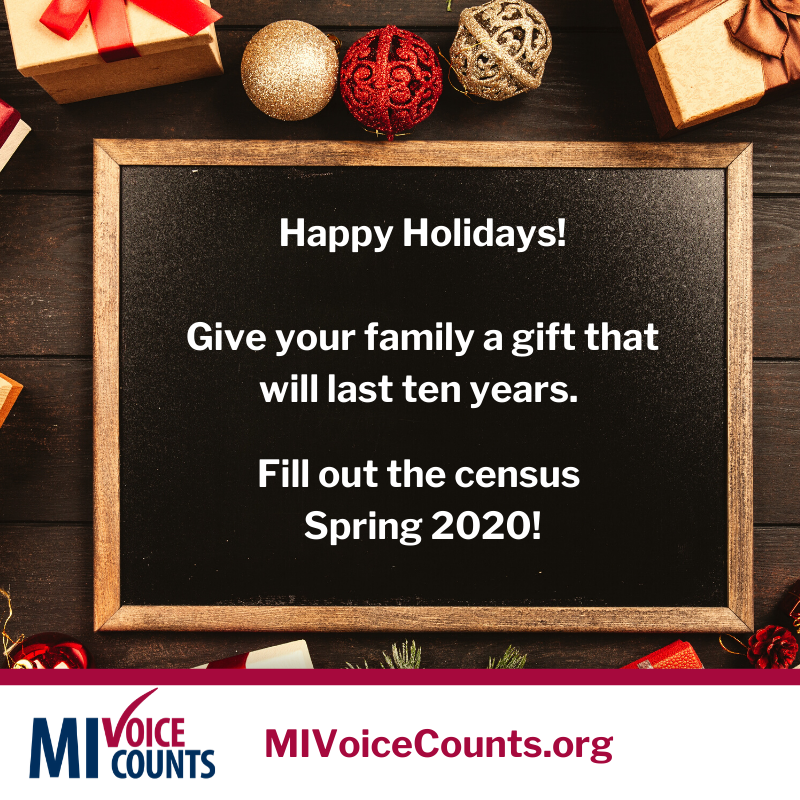 Happy Holidays!
Give your family a gift that
will last ten years.
Fill out the census
Spring 2020!
MI VOICE
COUNTS
MIVoiceCounts.org